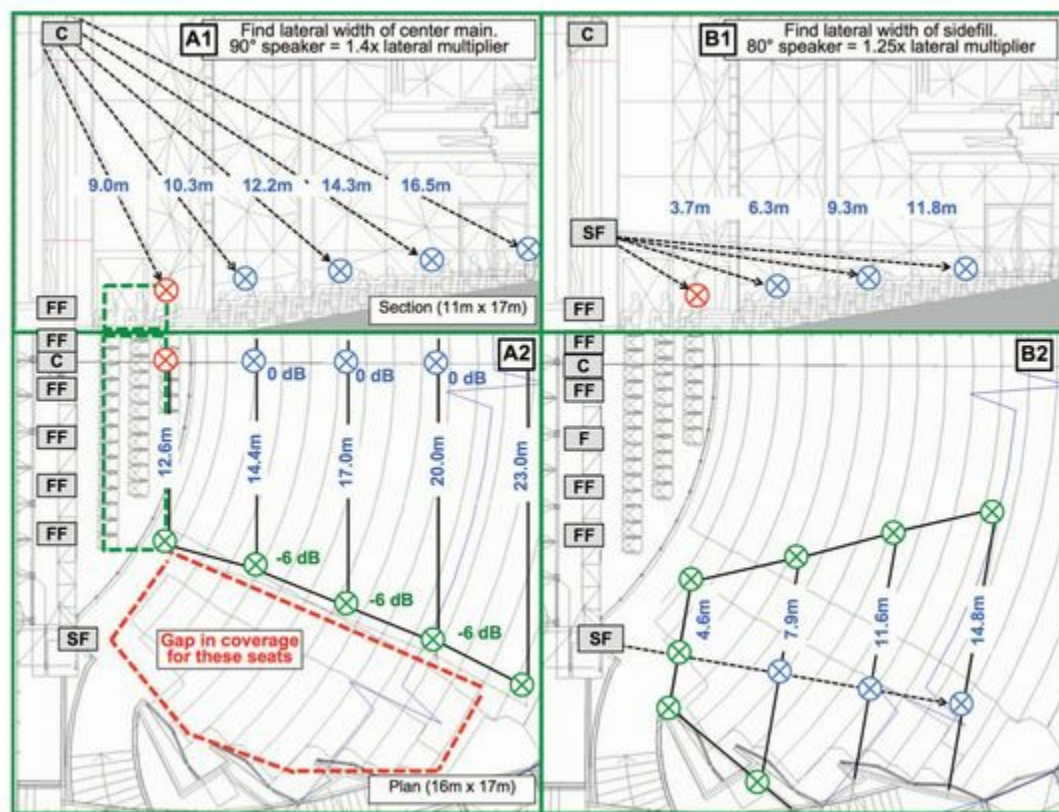 C
A1
Find lateral width of center main.
90° speaker = 1.4x lateral multiplier
9.0m
10.3m
12.2m
14.3m
16.5m
FF
Section (11m x 17m)
C
B1
Find lateral width of sidefill.
80° speaker = 1.25x lateral multiplier
3.7m
6.3m
9.3m
11.8m
SF
FF
FF
C
FF
FF
FF
FF
SF
A2
0 dB
0 dB
0 dB
12.6m
14.4m
17.0m
20.0m
23.0m
-6 dB
-6 dB
-6 dB
Gap in coverage
for these seats
Plan (16m x 17m)
FF
C
FF
F
FF
FF
SF
B2
4.6m
7.9m
11.6m
14.8m